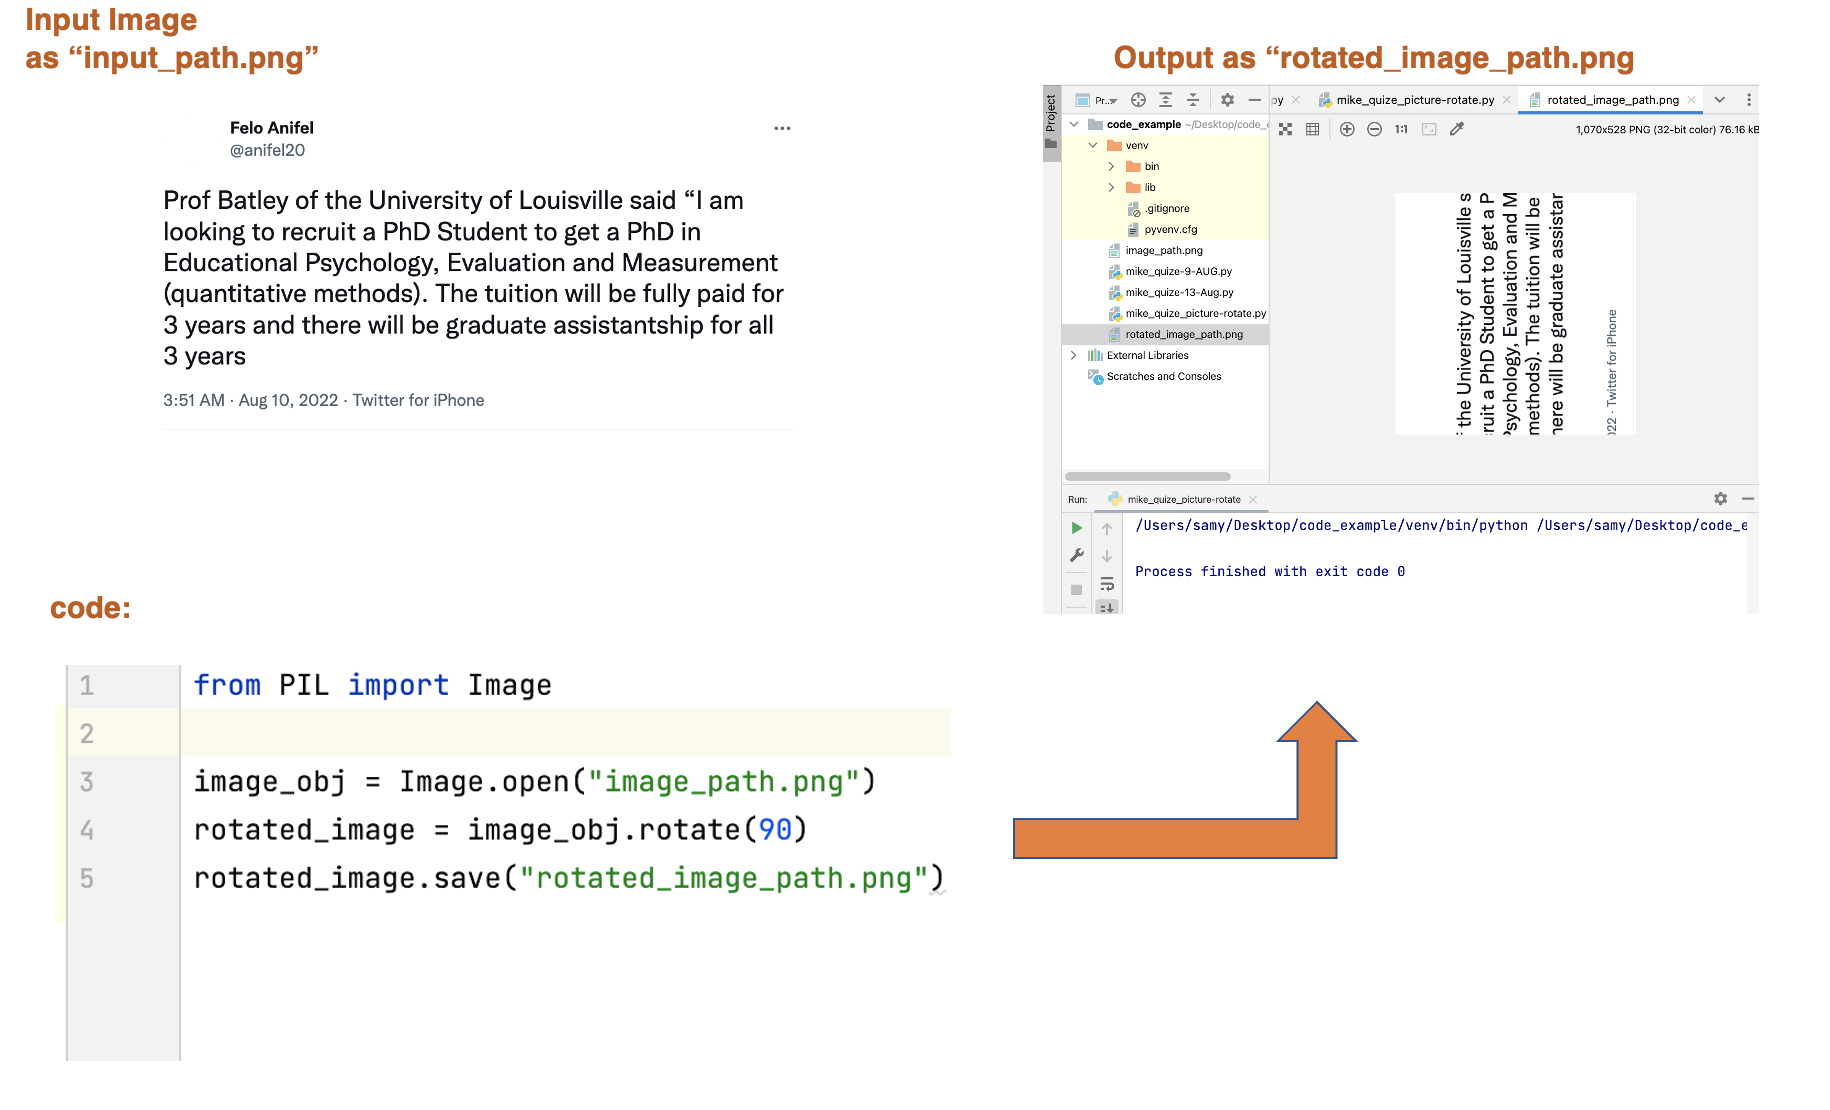 Input Image
as “input_path.png”
Felo Anifel
@anifel20
Prof Batley of the University of Louisville said “I am
looking to recruit a PhD Student to get a PhD in
Educational Psychology, Evaluation and Measurement
(quantitative methods). The tuition will be fully paid for
3 years and there will be graduate assistantship for all
3 years
3:51 AM · Aug 10, 2022 · Twitter for iPhone
Output as “rotated_image_path.png
Project
Pr..
py
mike_quize_picture-rotate.py
rotated_image_path.png
code_example ~/Desktop/code_e
1:1
1,070x528 PNG (32-bit color) 76.16 kB
venv
bin
lib
.gitignore
pyvenv.cfg
image_path.png
mike_quize-9-AUG.py
mike_quize-13-Aug.py
mike_quize_picture-rotate.py
rotated_image_path.png
External Libraries
Scratches and Consoles
the University of Louisville s
ruit a PhD Student to get a P
Psychology, Evaluation and M
methods). The tuition will be
here will be graduate assistar
022 · Twitter for iPhone
Run: mike_quize_picture-rotate
/Users/samy/Desktop/code_example/venv/bin/python /Users/samy/Desktop/code_e
Process finished with exit code 0
code:
1 from PIL import Image
2
3 image_obj = Image.open("image_path.png")
4 rotated_image = image_obj.rotate(90)
5 rotated_image.save("rotated_image_path.png")